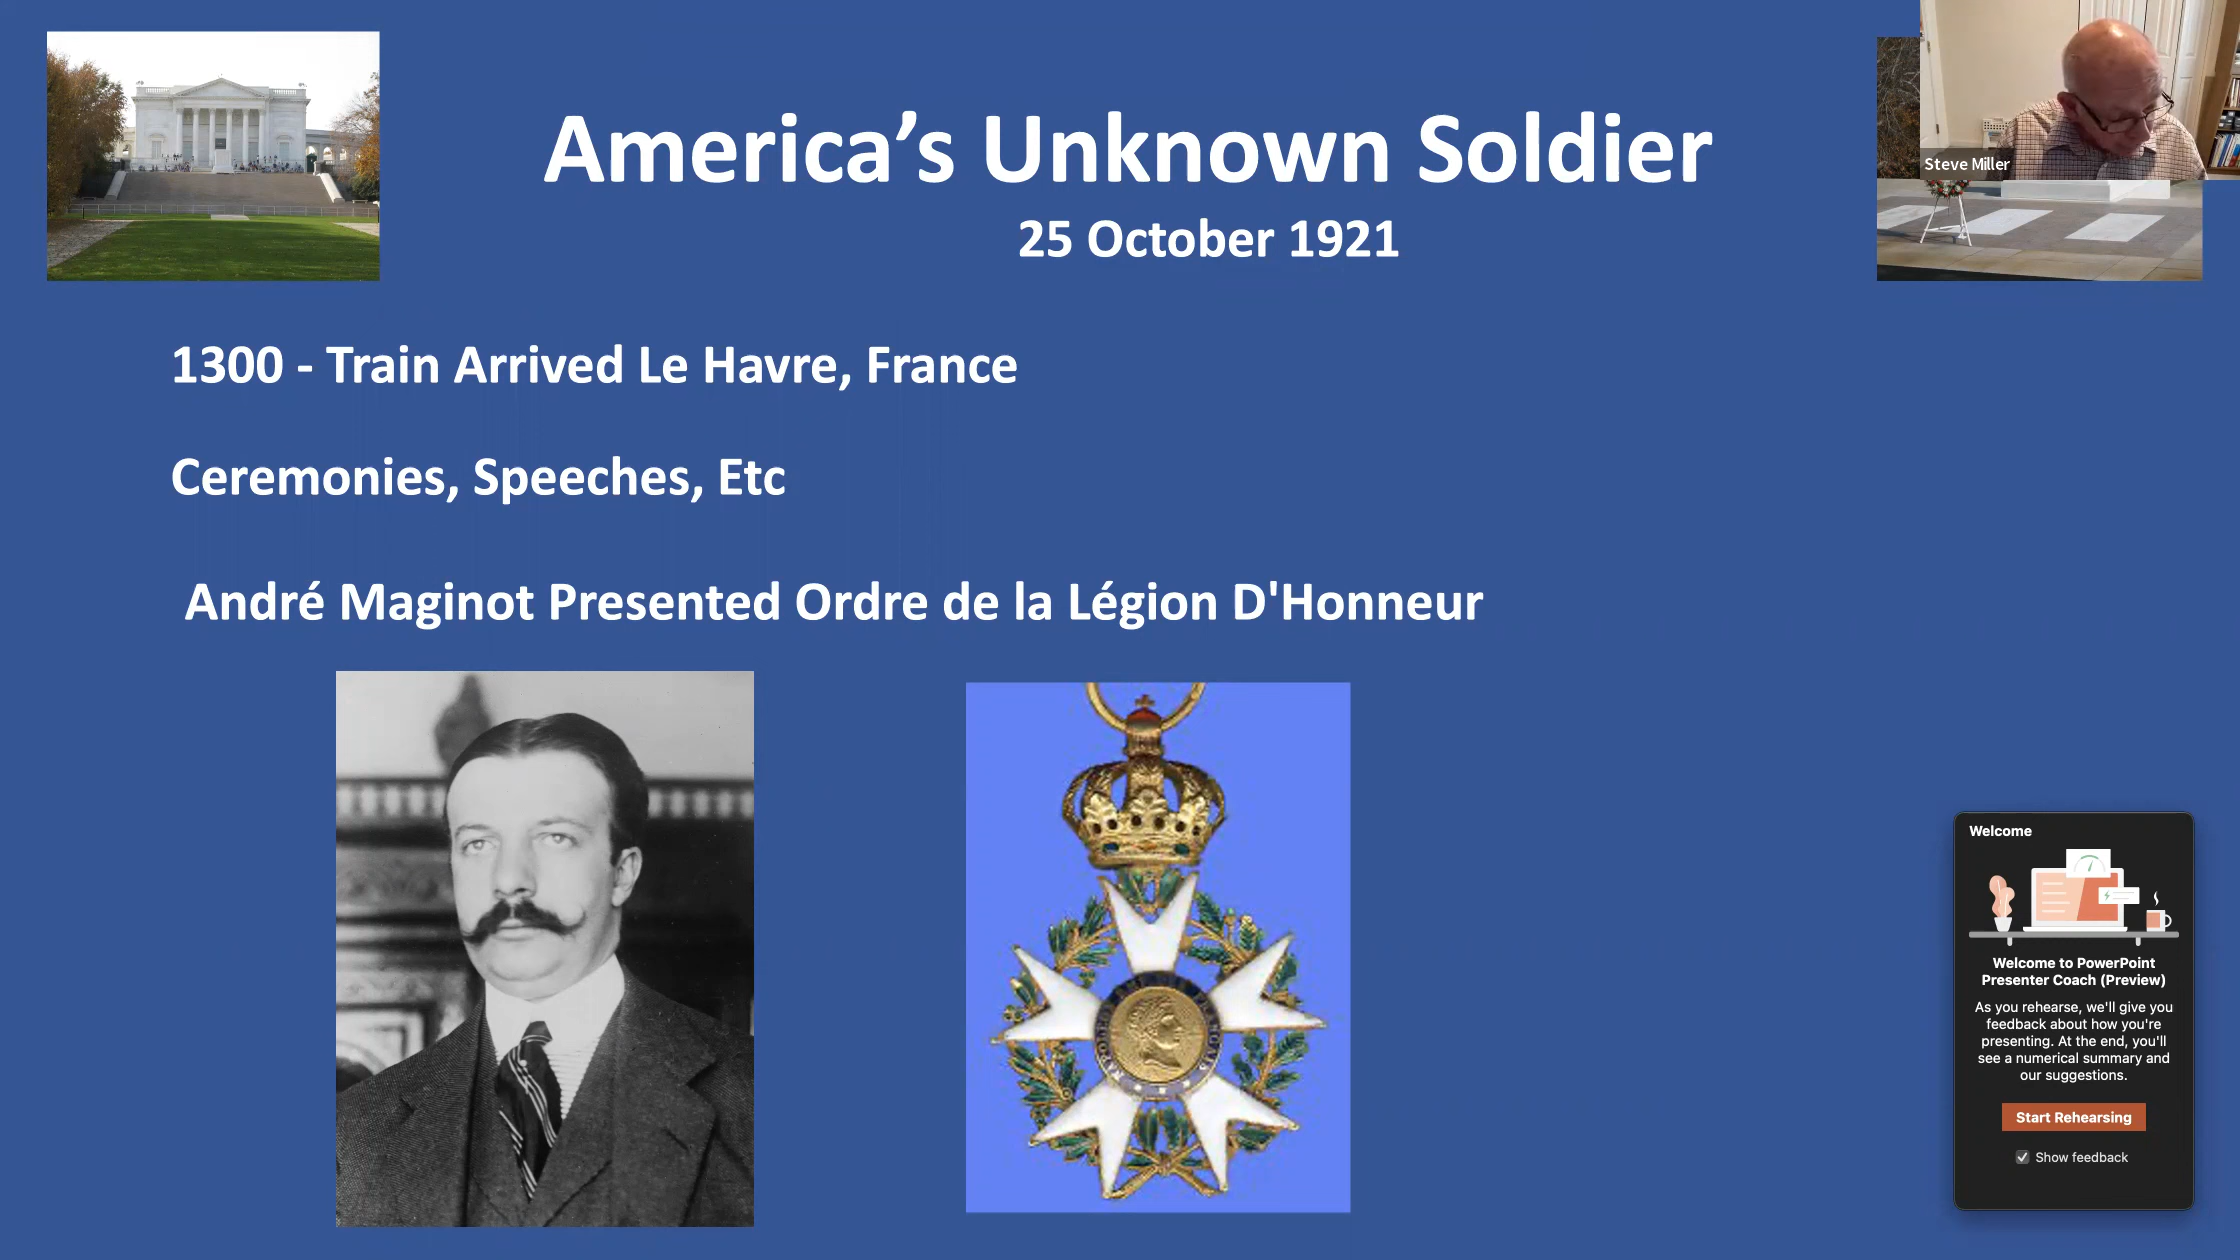 America’s Unknown Soldier
25 October 1921
Steve Miller
1300 - Train Arrived Le Havre, France
Ceremonies, Speeches, Etc
André Maginot Presented Ordre de la Légion D'Honneur
Welcome
Welcome to PowerPoint
Presenter Coach (Preview)
As you rehearse, we'll give you
feedback about how you're
presenting. At the end, you'll
see a numerical summary and
our suggestions.
Start Rehearsing
Show feedback